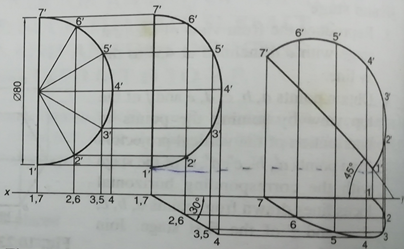 7' 7'
6' 6' 6' 5'
5' 5' 4'
7'
Ø80
4' 4' 3'
3' 3' 2'
2' 2'
1' 1' 1'
45°
x 1,7 2,6 3,5 4 1,7 30° 7 1
2,6 6 2
3,5 4 5 4 3